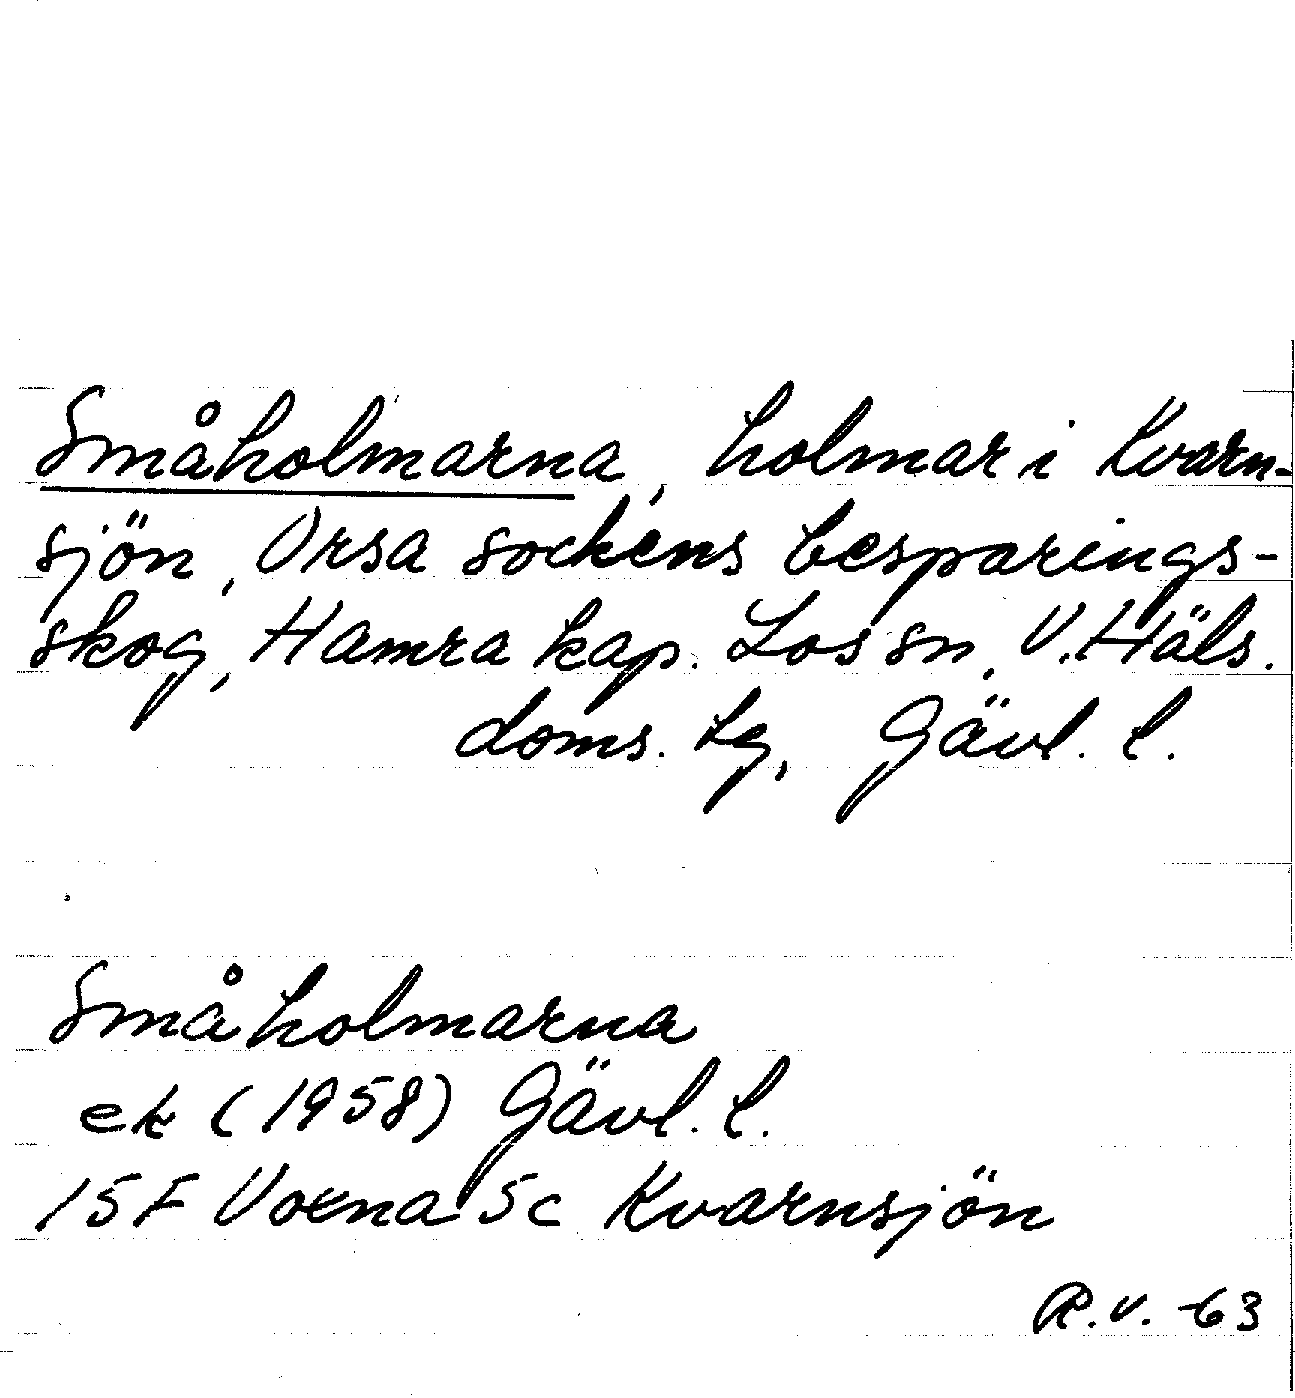 Småholmarna, holmar i Kvarn-
sjön, Orsa sockens besparings-
skog, Hamra kap. Los sn, V. Häls.
doms. tg, Gävl. l.
Småholmarna
ek (1958) Gävl. l.
15F Voxna 5c Kvarnsjön
R.V. -63